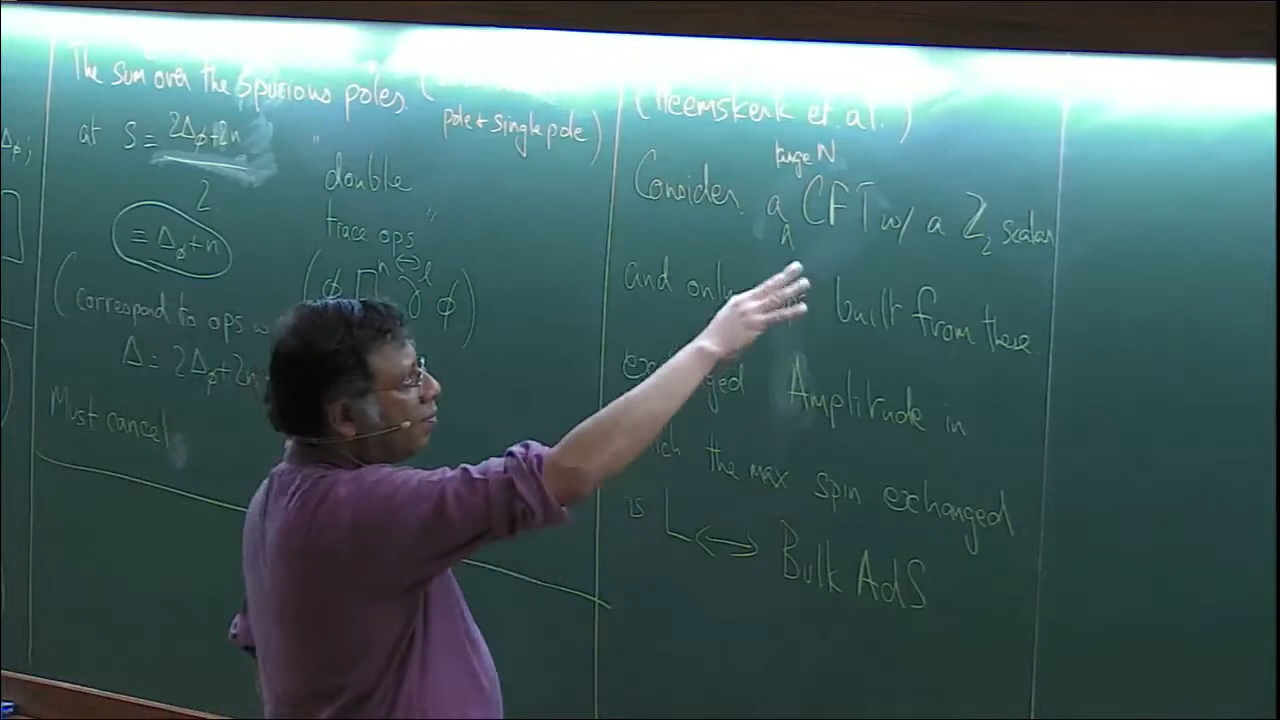 The sum over the spurious poles (
pole + single pole)
at S = 2Δϕ+2n
2
≡ Δϕ+n
"double
trace ops"
(ϕ □ⁿ ∂↔ˡ ϕ)
(correspond to ops w
Δ = 2Δϕ+2n
Must cancel
Δϕ;
(Heemskerk et. al.)
large N
Consider a CFT w/ a Z₂ scalar
^
and only built from these
exchanged Amplitude in
the max spin exchanged
is L ↔ Bulk AdS